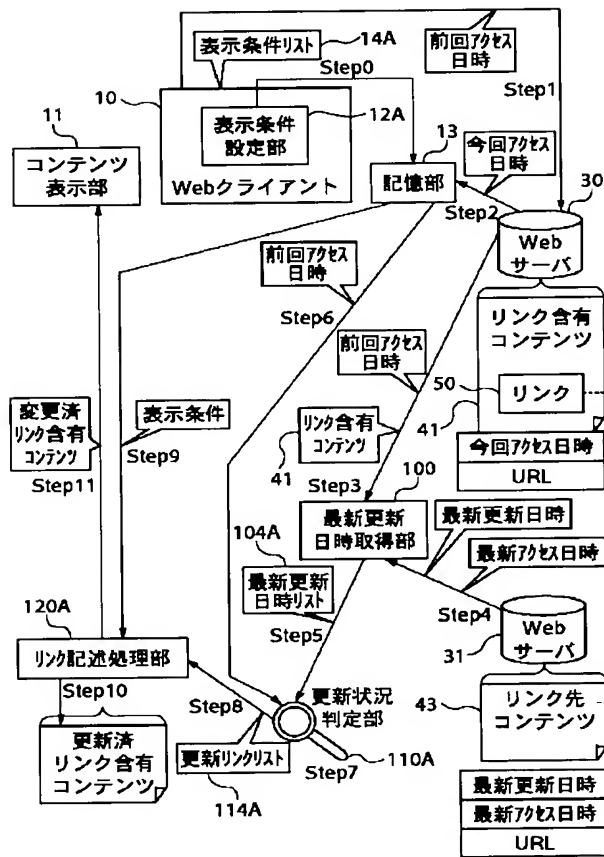 表示条件リスト
14A
前回アクセス
日時
Step0
Step1
10
12A
表示条件
設定部
Webクライアント
11
コンテンツ
表示部
13
記憶部
今回アクセス
日時
30
Step2
Web
サーバ
前回アクセス
日時
Step6
リンク含有
コンテンツ
前回アクセス
日時
50
リンク
41
変更済
リンク含有
コンテンツ
Step11
表示条件
Step9
リンク含有
コンテンツ
41
Step3
今回アクセス日時
URL
100
最新更新
日時取得部
最新更新日時
最新アクセス日時
104A
最新更新
日時リスト
Step5
Step4
Web
サーバ
31
120A
リンク記述処理部
Step10
Step8
更新状況
判定部
43
リンク先
コンテンツ
更新済
リンク含有
コンテンツ
更新リンクリスト
Step7
110A
114A
最新更新日時
最新アクセス日時
URL